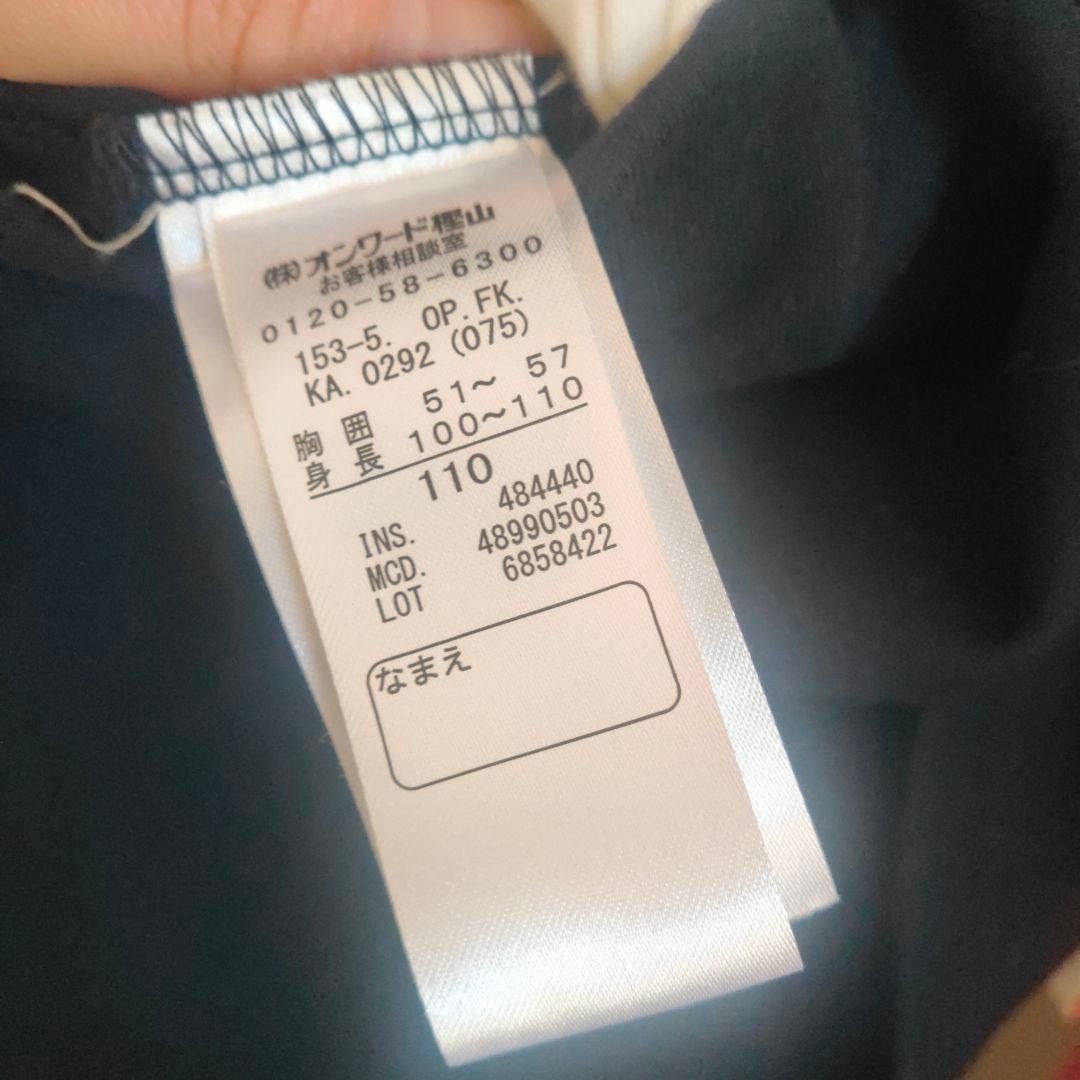 ㈱オンワード樫山
お客様相談室
0120-58-6300
153-5. OP.FK.
KA. 0292 (075)
胸囲 51～ 57
身長 100～110
110
INS. 484440
MCD. 48990503
LOT 6858422
なまえ